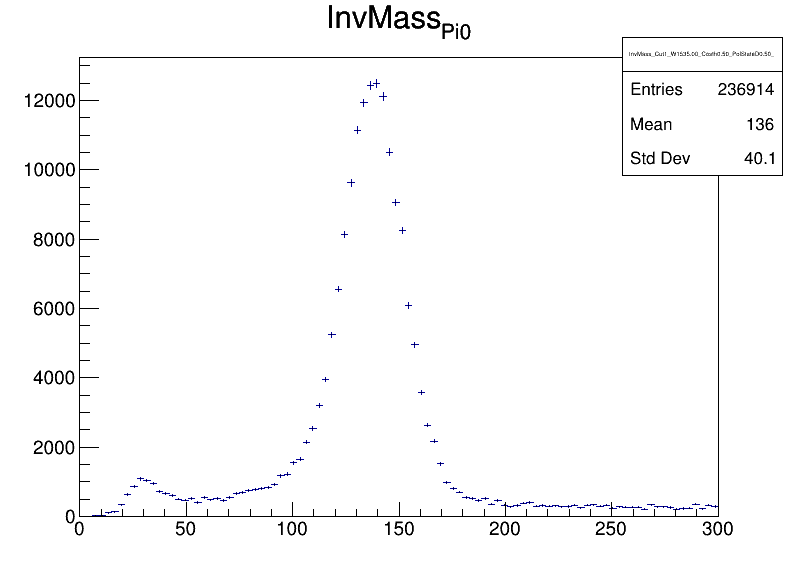 InvMass_Pi0
InvMass_Cut1_W1535.00_Costh0.50_PolStateD0.50_
Entries 236914
Mean 136
Std Dev 40.1
12000
10000
8000
6000
4000
2000
0
0 50 100 150 200 250 300